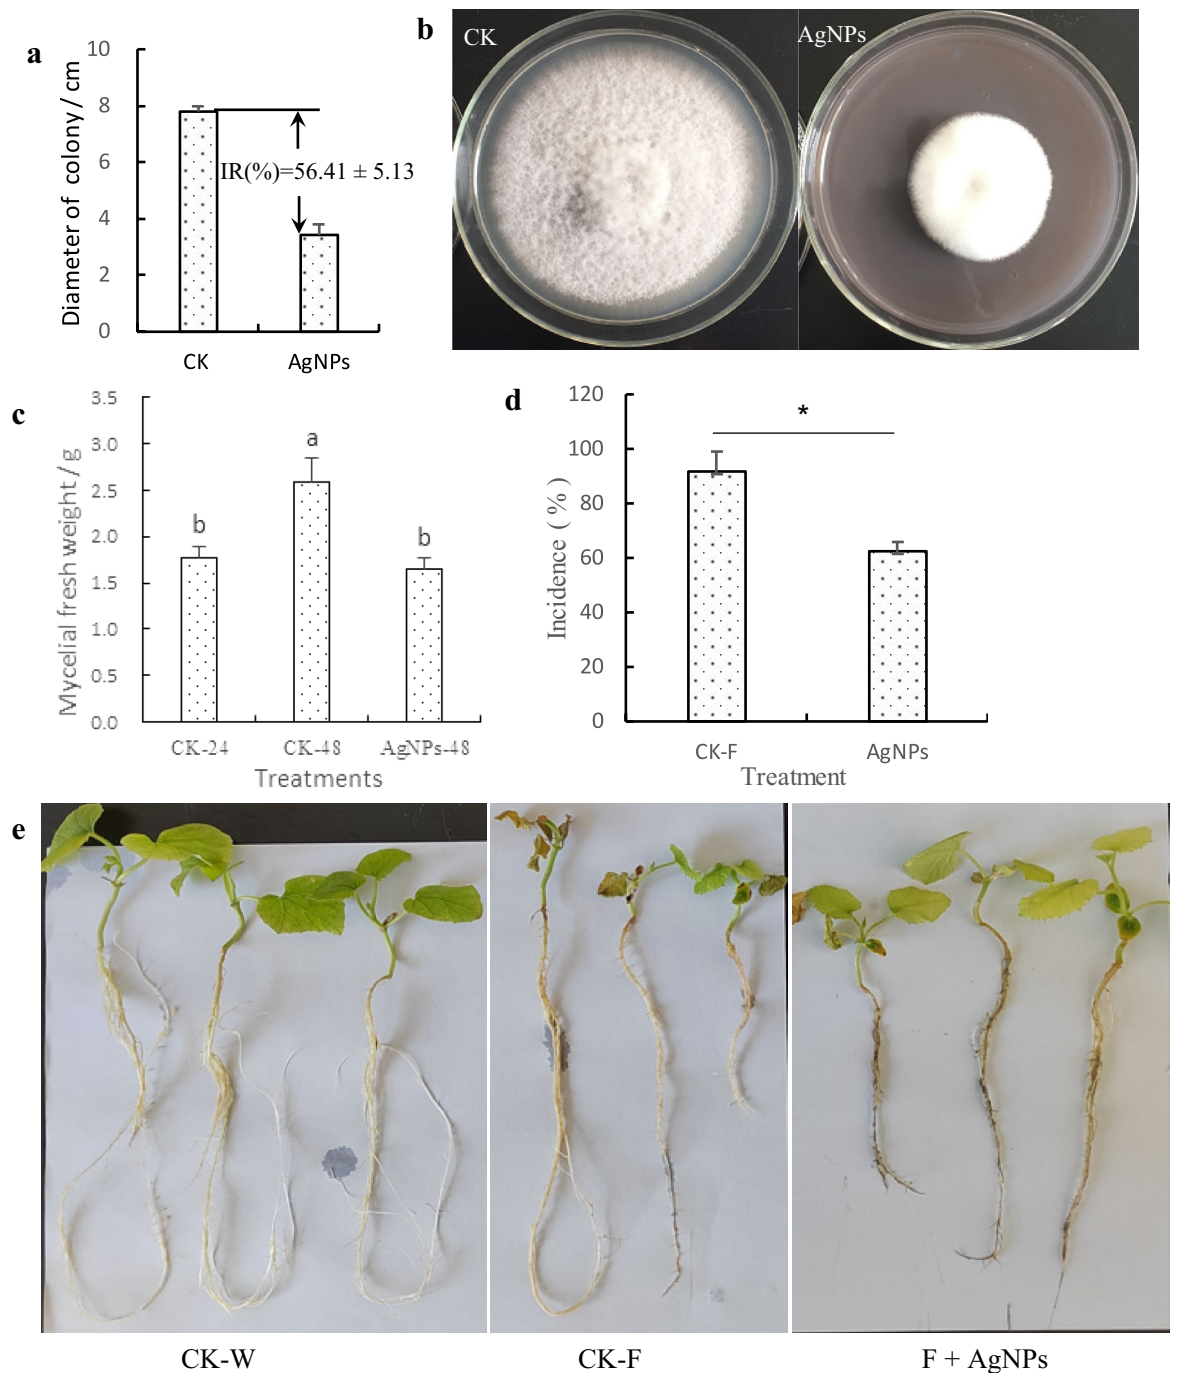 a
Diameter of colony / cm
10
8
6
4
2
0
IR(%)=56.41 ± 5.13
CK
AgNPs
b
CK
AgNPs
c
Mycelial fresh weight / g
3.5
3.0
2.5
2.0
1.5
1.0
0.5
0.0
b
a
b
CK-24
CK-48
AgNPs-48
Treatments
d
Incidence ( % )
120
100
80
60
40
20
0
*
CK-F
AgNPs
Treatment
e
CK-W
CK-F
F + AgNPs